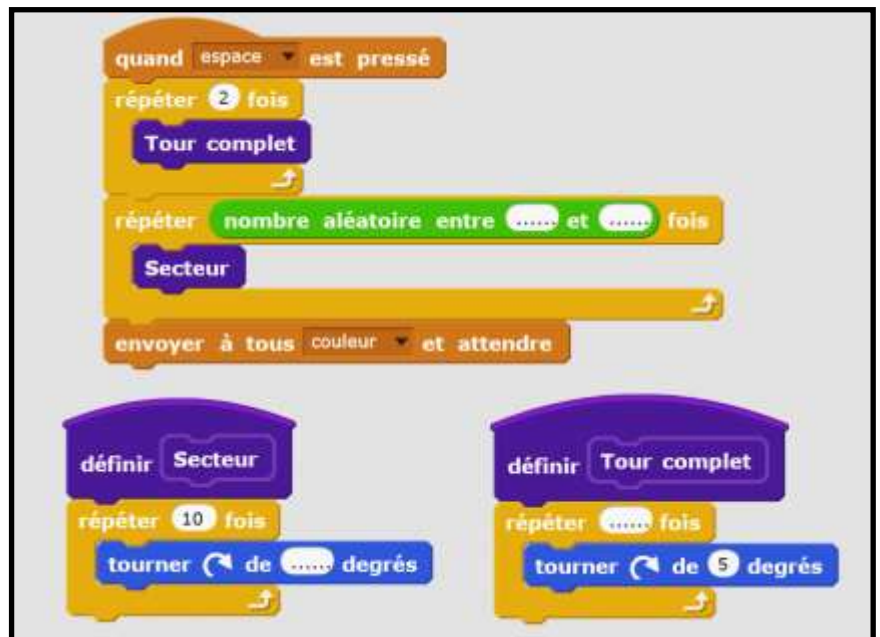 quand espace est pressé
répéter 2 fois
Tour complet
répéter nombre aléatoire entre ...... et ...... fois
Secteur
envoyer à tous couleur et attendre
définir Secteur
répéter 10 fois
tourner de ...... degrés
définir Tour complet
répéter ...... fois
tourner de 5 degrés